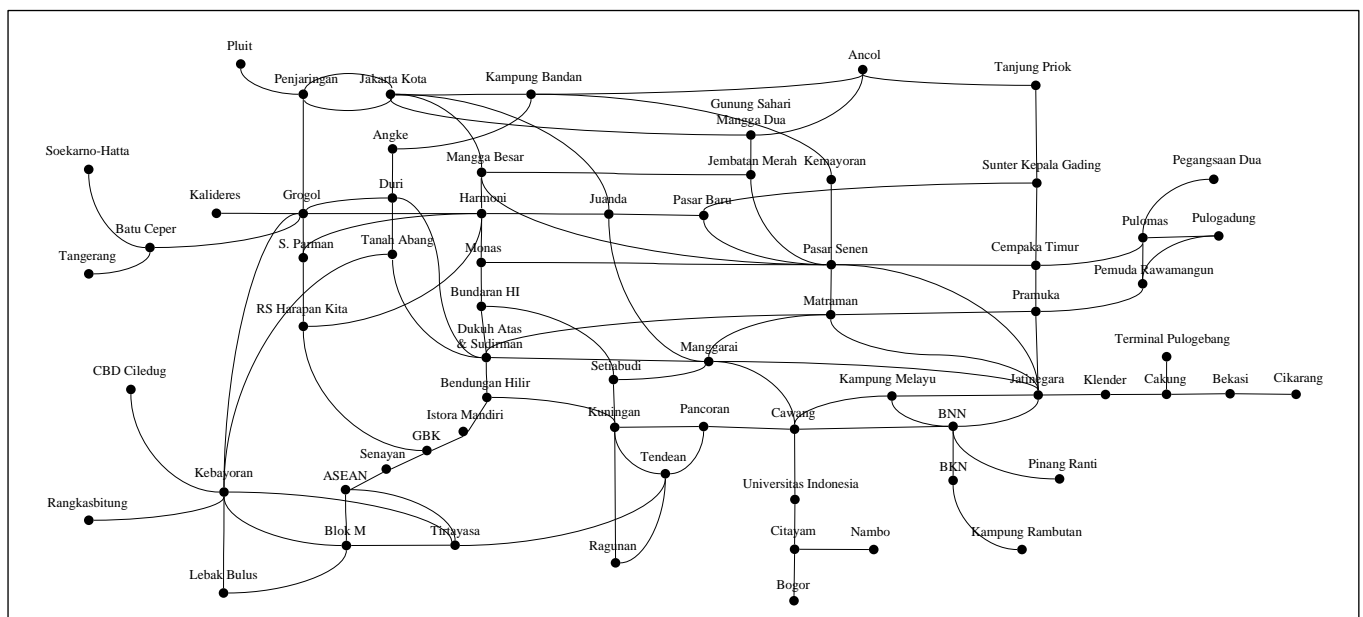 Pluit
Penjaringan
Jakarta Kota
Kampung Bandan
Ancol
Tanjung Priok
Gunung Sahari
Mangga Dua
Angke
Soekarno-Hatta
Mangga Besar
Jembatan Merah
Kemayoran
Sunter Kepala Gading
Pegangsaan Dua
Kalideres
Grogol
Duri
Harmoni
Juanda
Pasar Baru
Pulomas
Pulogadung
Batu Ceper
S. Parman
Tanah Abang
Monas
Pasar Senen
Cempaka Timur
Tangerang
Pemuda Rawamangun
Bundaran HI
Matraman
Pramuka
RS Harapan Kita
Dukuh Atas
& Sudirman
Manggarai
Terminal Pulogebang
CBD Ciledug
Setiabudi
Bendungan Hilir
Kampung Melayu
Jatinegara
Klender
Cakung
Bekasi
Cikarang
Istora Mandiri
Kuningan
Pancoran
Cawang
BNN
GBK
Senayan
Tendean
Kebayoran
ASEAN
BKN
Pinang Ranti
Rangkasbitung
Universitas Indonesia
Blok M
Tirtayasa
Ragunan
Citayam
Nambo
Kampung Rambutan
Lebak Bulus
Bogor